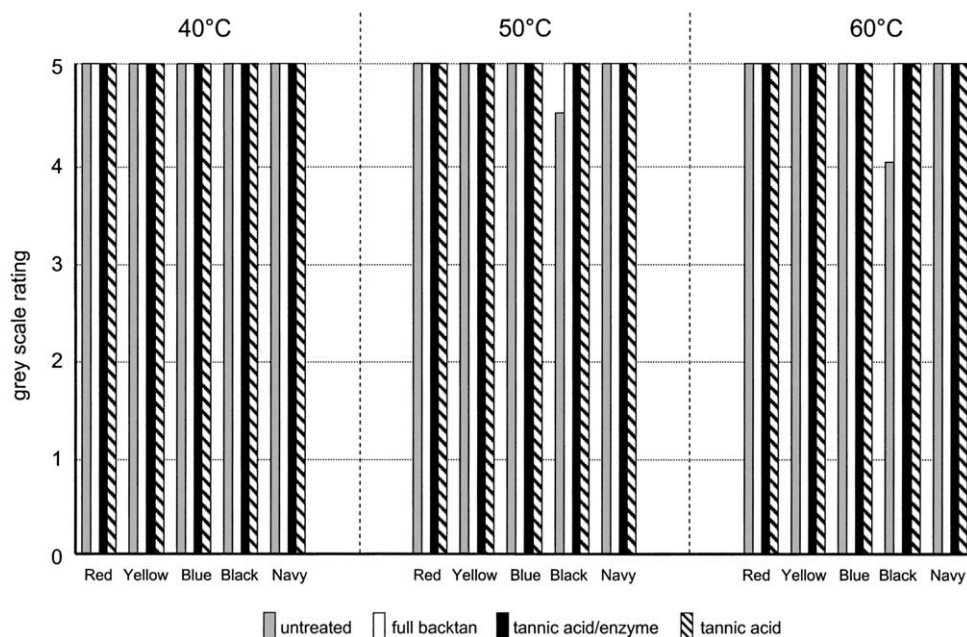 40°C 50°C 60°C
5
4
3
2
1
0
grey scale rating
Red Yellow Blue Black Navy Red Yellow Blue Black Navy Red Yellow Blue Black Navy
untreated full backtan tannic acid/enzyme tannic acid